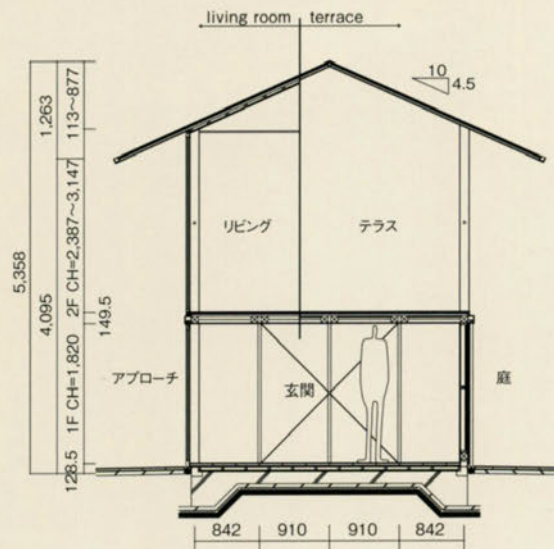 living room terrace
10
4.5
1,263
113~877
5,358
4,095
2F CH=2,387~3,147
149.5
1F CH=1,820
128.5
リビング
テラス
アプローチ
玄関
庭
842 910 910 842